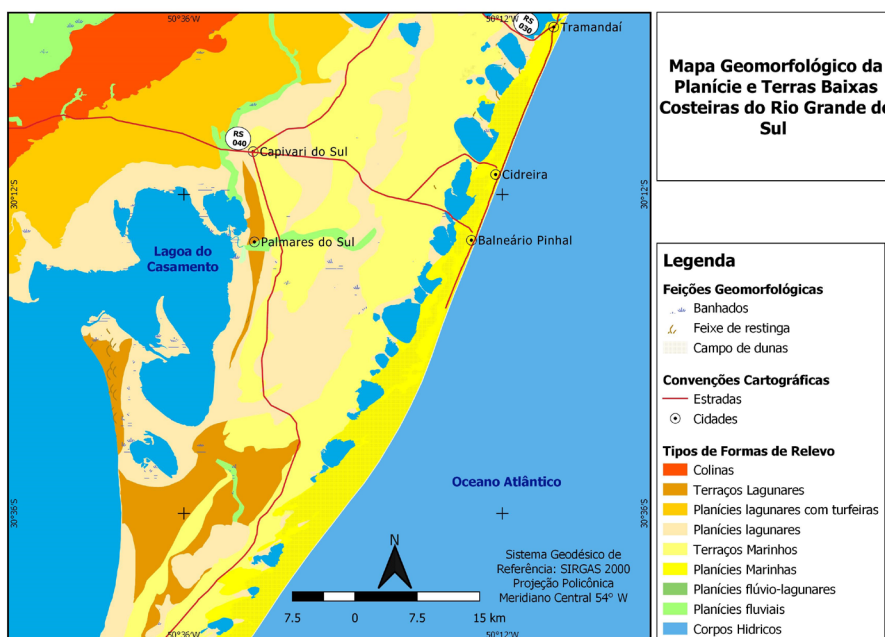 50°36'W
50°12'W
RS
030
Tramandaí
RS
040
Capivari do Sul
Cidreira
30°12'S
30°12'S
Palmares do Sul
Balneário Pinhal
Lagoa do
Casamento
Oceano Atlântico
30°36'S
30°36'S
N
7.5 0 7.5 15 km
Sistema Geodésico de
Referência: SIRGAS 2000
Projeção Policônica
Meridiano Central 54° W
50°36'W
50°12'W
Mapa Geomorfológico da
Planície e Terras Baixas
Costeiras do Rio Grande do
Sul
Legenda
Feições Geomorfológicas
Banhados
Feixe de restinga
Campo de dunas
Convenções Cartográficas
Estradas
Cidades
Tipos de Formas de Relevo
Colinas
Terraços Lagunares
Planícies lagunares com turfeiras
Planícies lagunares
Terraços Marinhos
Planícies Marinhas
Planícies flúvio-lagunares
Planícies fluviais
Corpos Hidricos